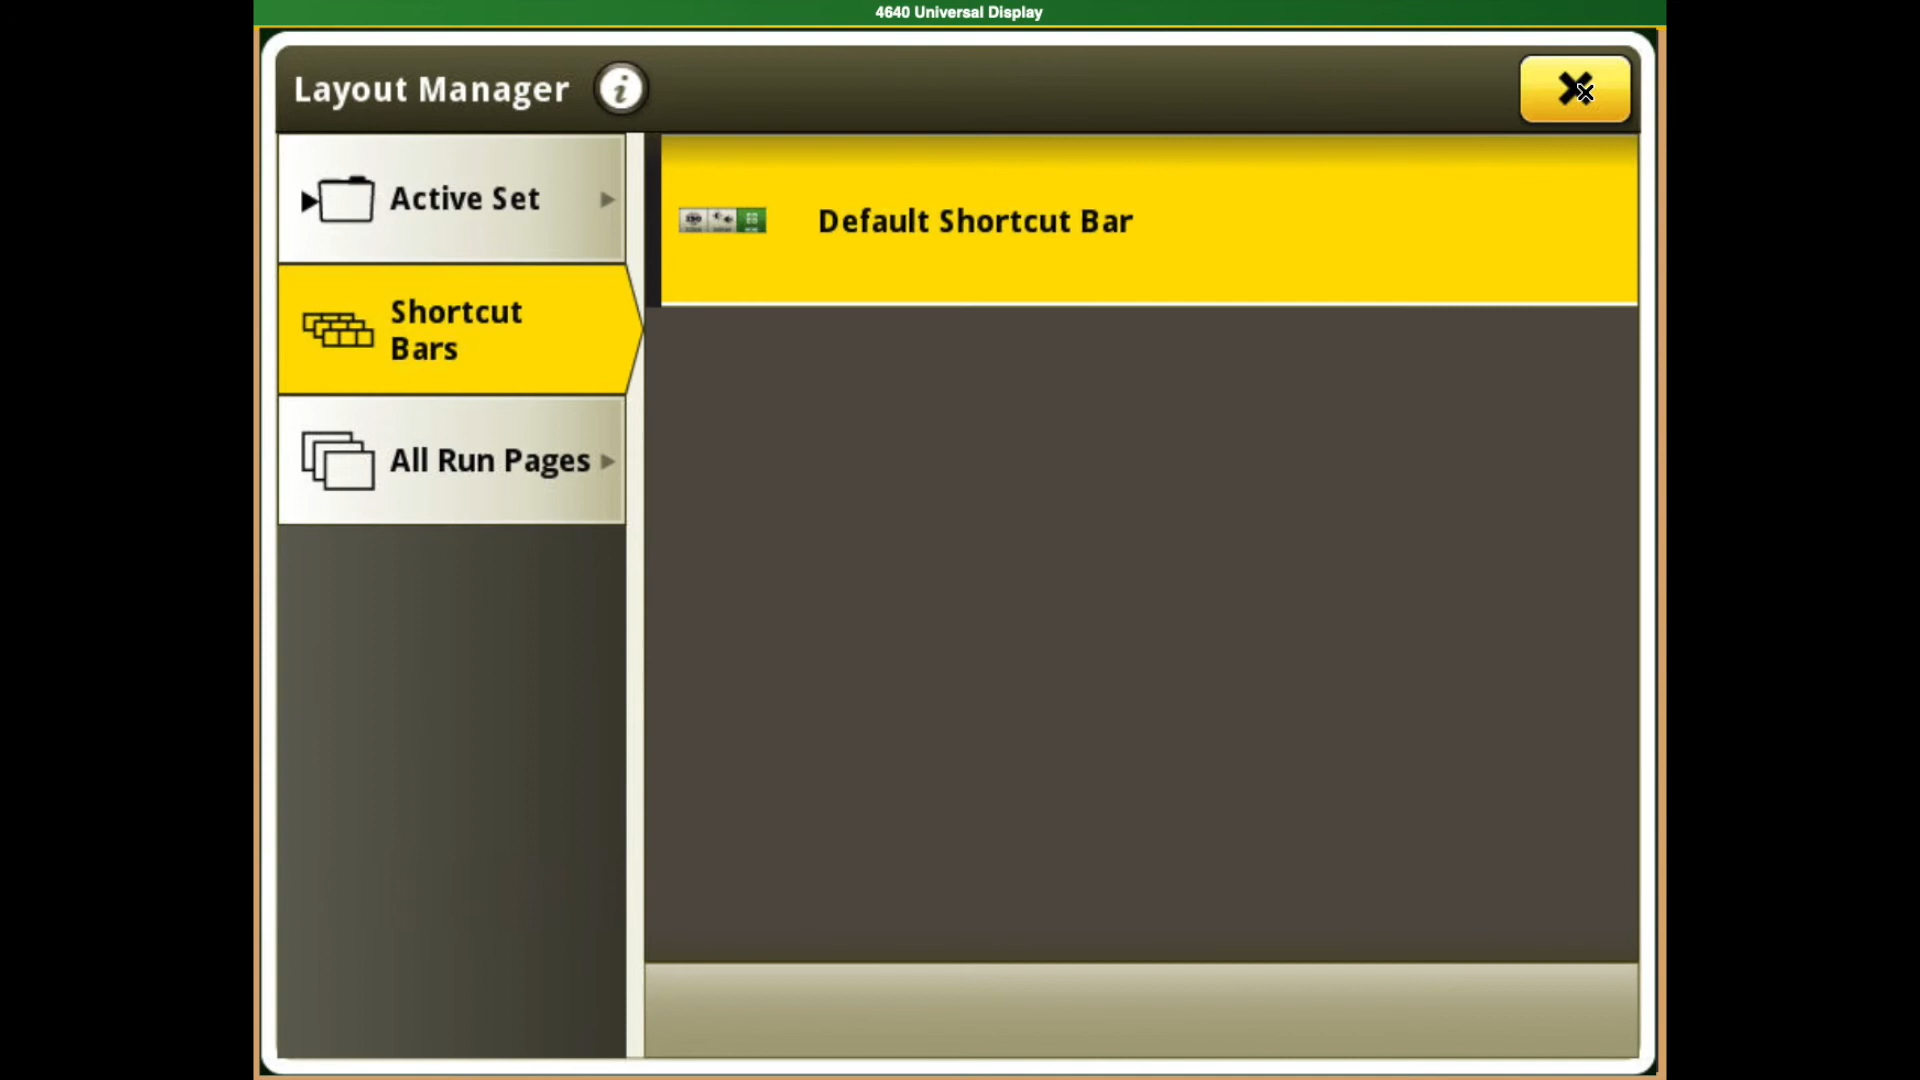 4640 Universal Display
Layout Manager
Active Set
Shortcut
Bars
All Run Pages
Default Shortcut Bar